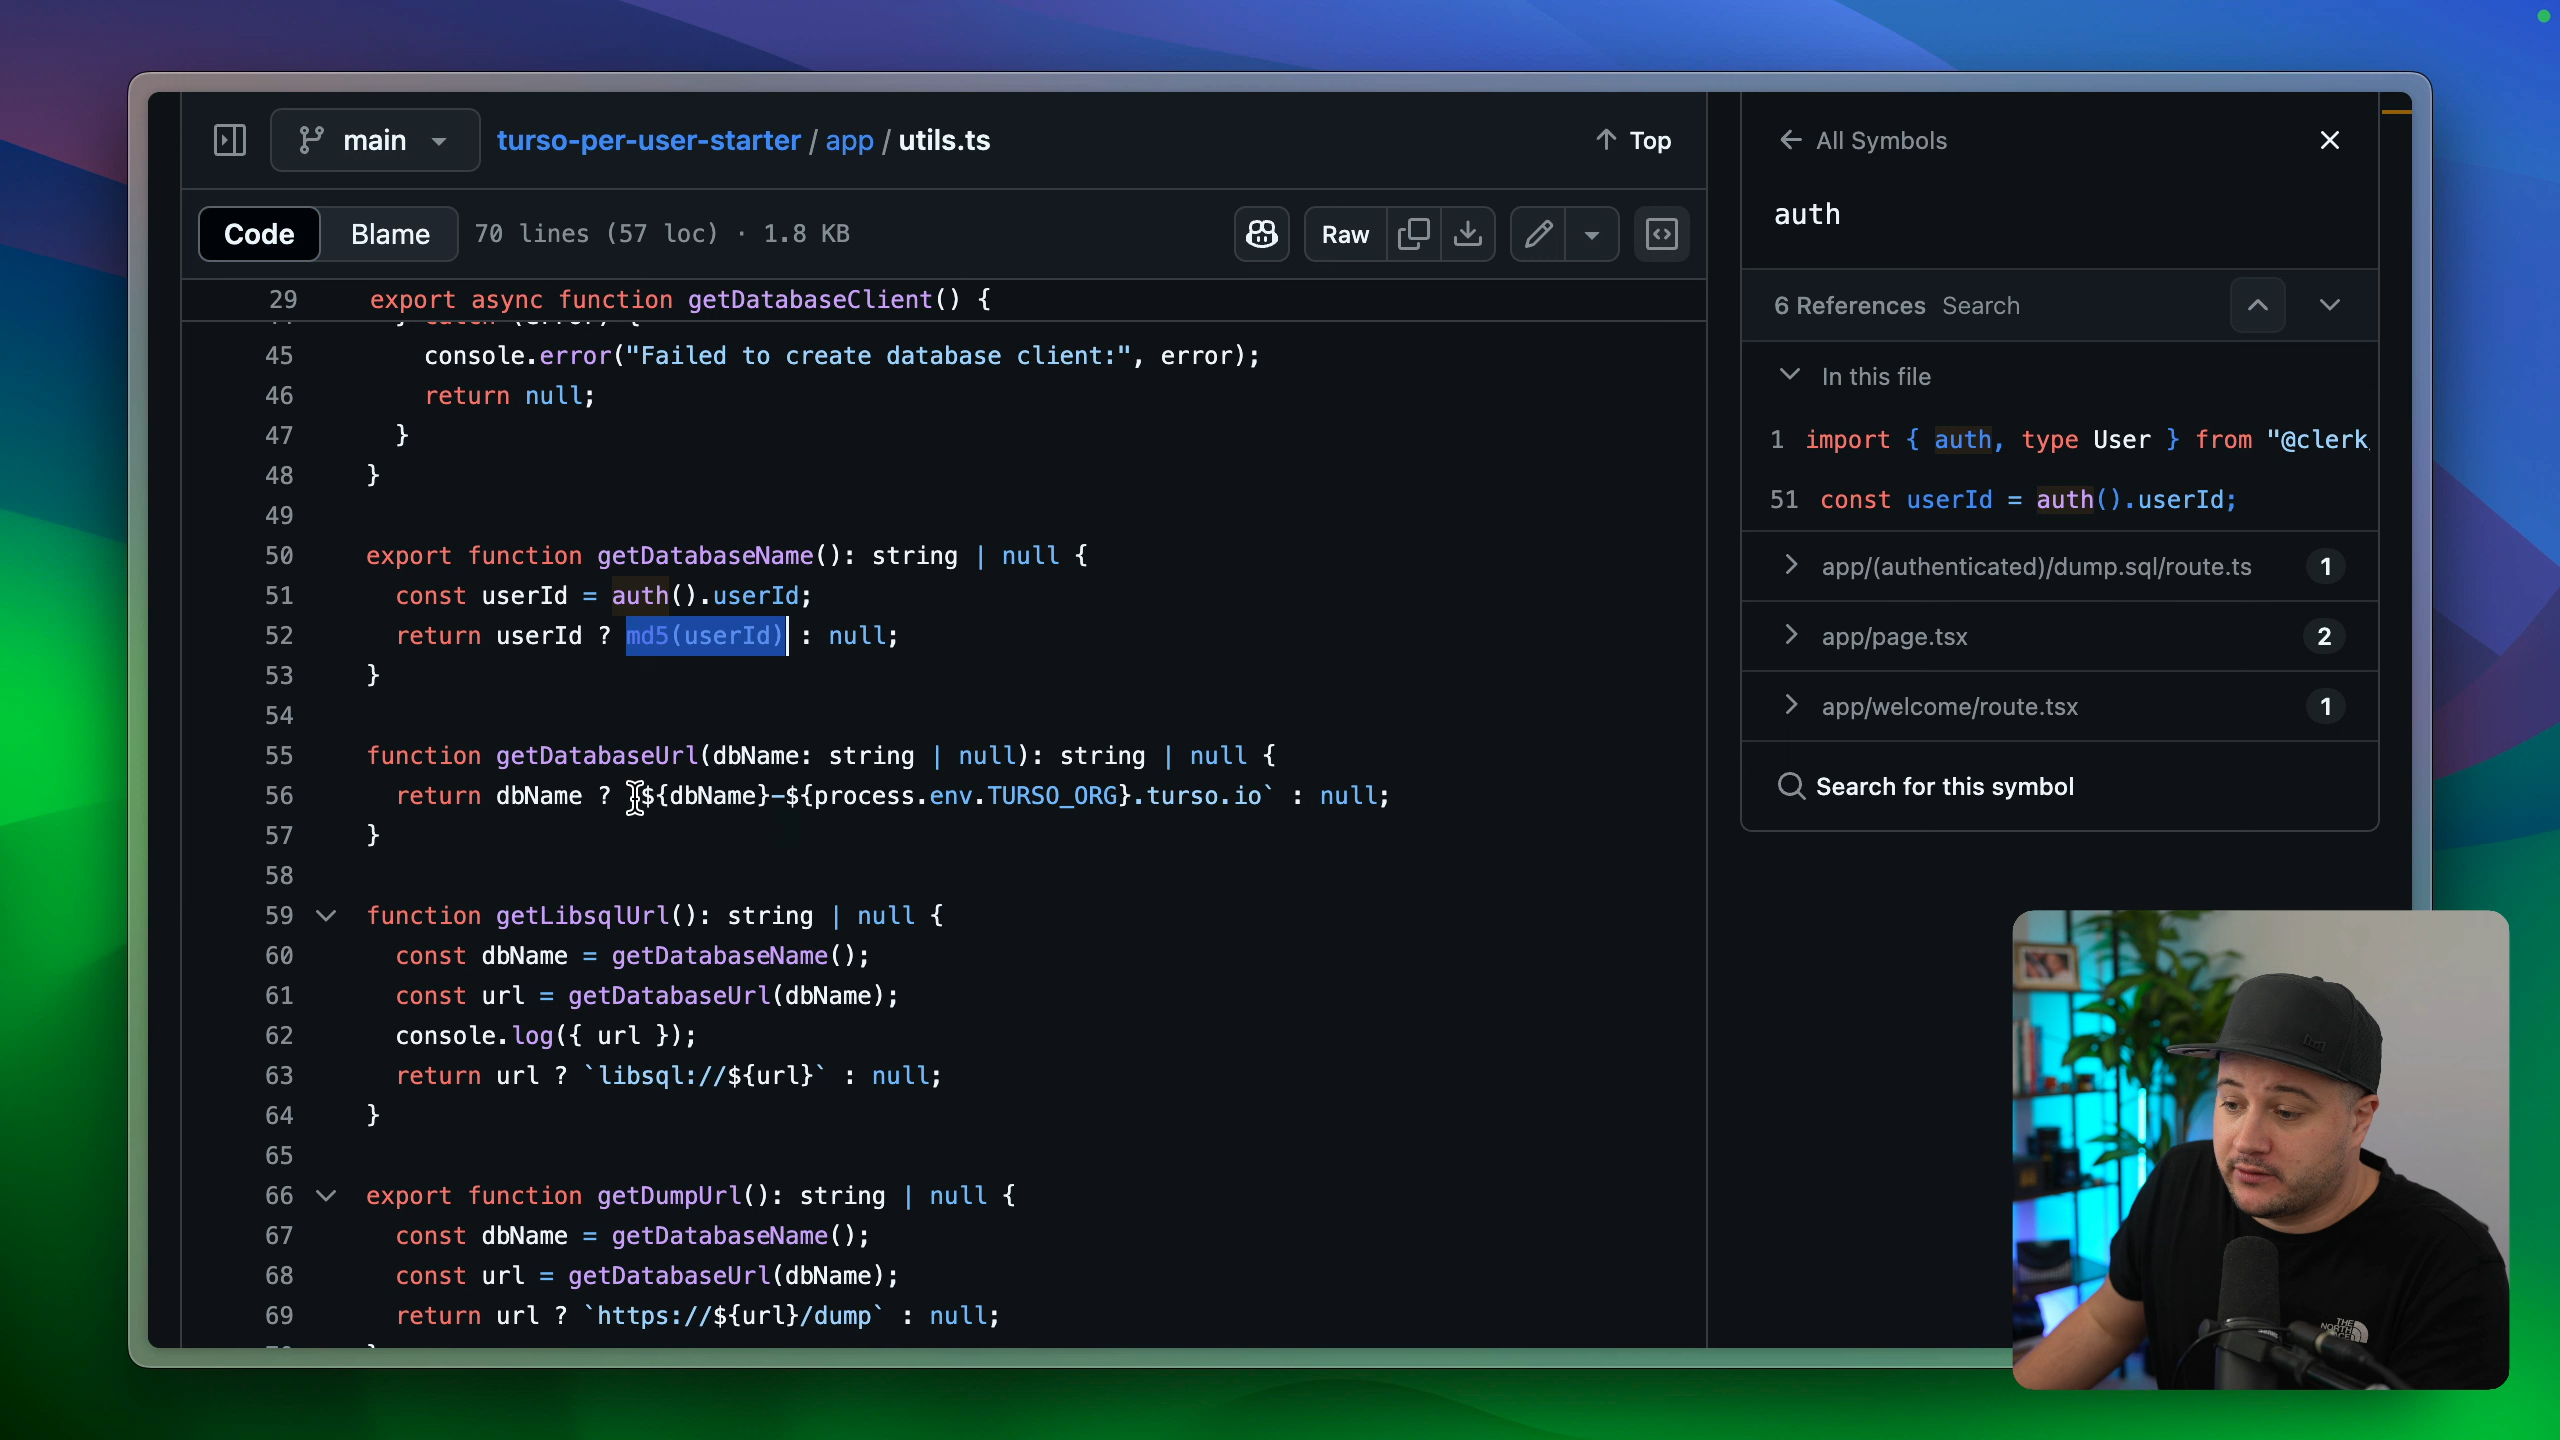 main
turso-per-user-starter / app / utils.ts
Top
Code
Blame
70 lines (57 loc) · 1.8 KB
Raw
29 export async function getDatabaseClient() {
45 console.error("Failed to create database client:", error);
46 return null;
47 }
48 }
49
50 export function getDatabaseName(): string | null {
51 const userId = auth().userId;
52 return userId ? md5(userId) : null;
53 }
54
55 function getDatabaseUrl(dbName: string | null): string | null {
56 return dbName ? `${dbName}-${process.env.TURSO_ORG}.turso.io` : null;
57 }
58
59 function getLibsqlUrl(): string | null {
60 const dbName = getDatabaseName();
61 const url = getDatabaseUrl(dbName);
62 console.log({ url });
63 return url ? `libsql://${url}` : null;
64 }
65
66 export function getDumpUrl(): string | null {
67 const dbName = getDatabaseName();
68 const url = getDatabaseUrl(dbName);
69 return url ? `https://${url}/dump` : null;
All Symbols
auth
6 References Search
In this file
1 import { auth, type User } from "@clerk
51 const userId = auth().userId;
app/(authenticated)/dump.sql/route.ts 1
app/page.tsx 2
app/welcome/route.tsx 1
Search for this symbol
THE
NORTH
FACE